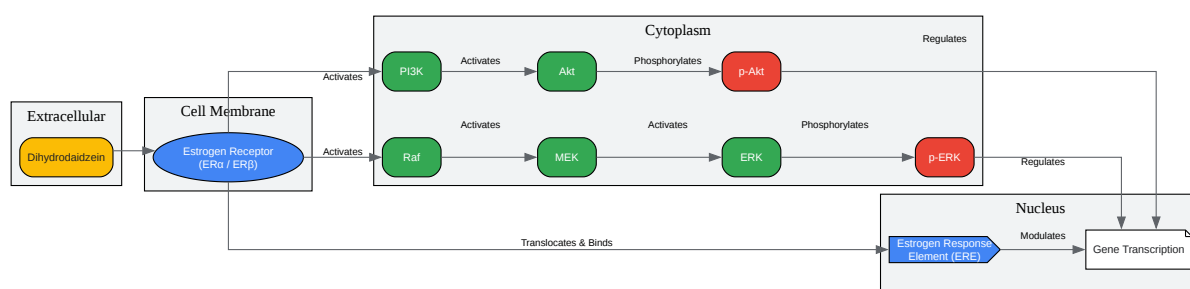 Cytoplasm
Regulates
Activates
Phosphorylates
PI3K
Akt
p-Akt
Activates
Extracellular
Cell Membrane
Dihydrodaidzein
Estrogen Receptor
(ERα / ERβ)
Activates
Activates
Activates
Phosphorylates
Raf
MEK
ERK
p-ERK
Regulates
Nucleus
Translocates & Binds
Estrogen Response
Element (ERE)
Modulates
Gene Transcription